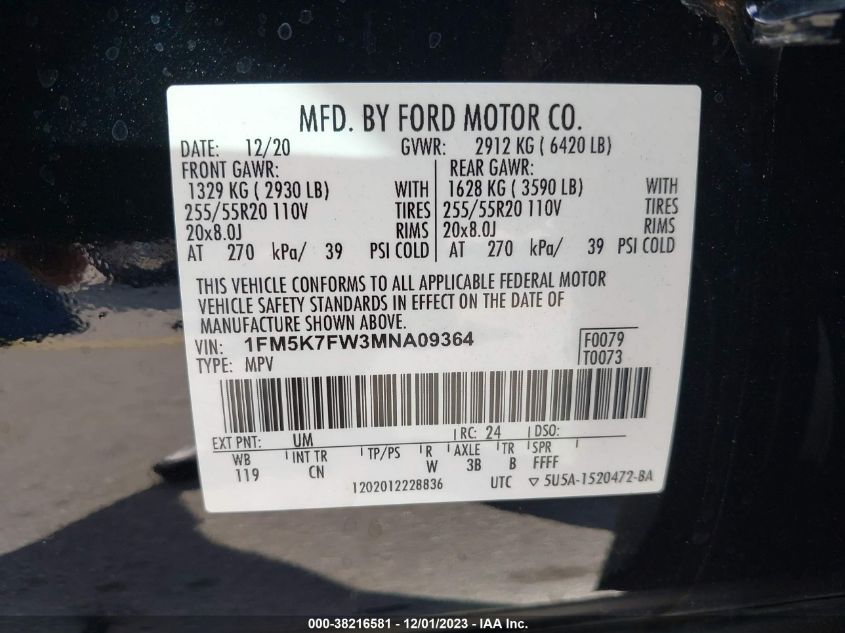 MFD. BY FORD MOTOR CO.
DATE: 12/20 GVWR: 2912 KG ( 6420 LB)
FRONT GAWR: REAR GAWR:
1329 KG ( 2930 LB) WITH 1628 KG ( 3590 LB) WITH
255/55R20 110V TIRES 255/55R20 110V TIRES
20x8.0J RIMS 20x8.0J RIMS
AT 270 kPa/ 39 PSI COLD AT 270 kPa/ 39 PSI COLD
THIS VEHICLE CONFORMS TO ALL APPLICABLE FEDERAL MOTOR
VEHICLE SAFETY STANDARDS IN EFFECT ON THE DATE OF
MANUFACTURE SHOWN ABOVE.
VIN: 1FM5K7FW3MNA09364 F0079
TYPE: MPV T0073
EXT PNT: UM RC: 24 DSO:
WB INT TR TP/PS R AXLE TR SPR
119 CN W 3B B FFFF
1202012228836 UTC ▽ 5U5A-1520472-BA
000-38216581 - 12/01/2023 - IAAI.com